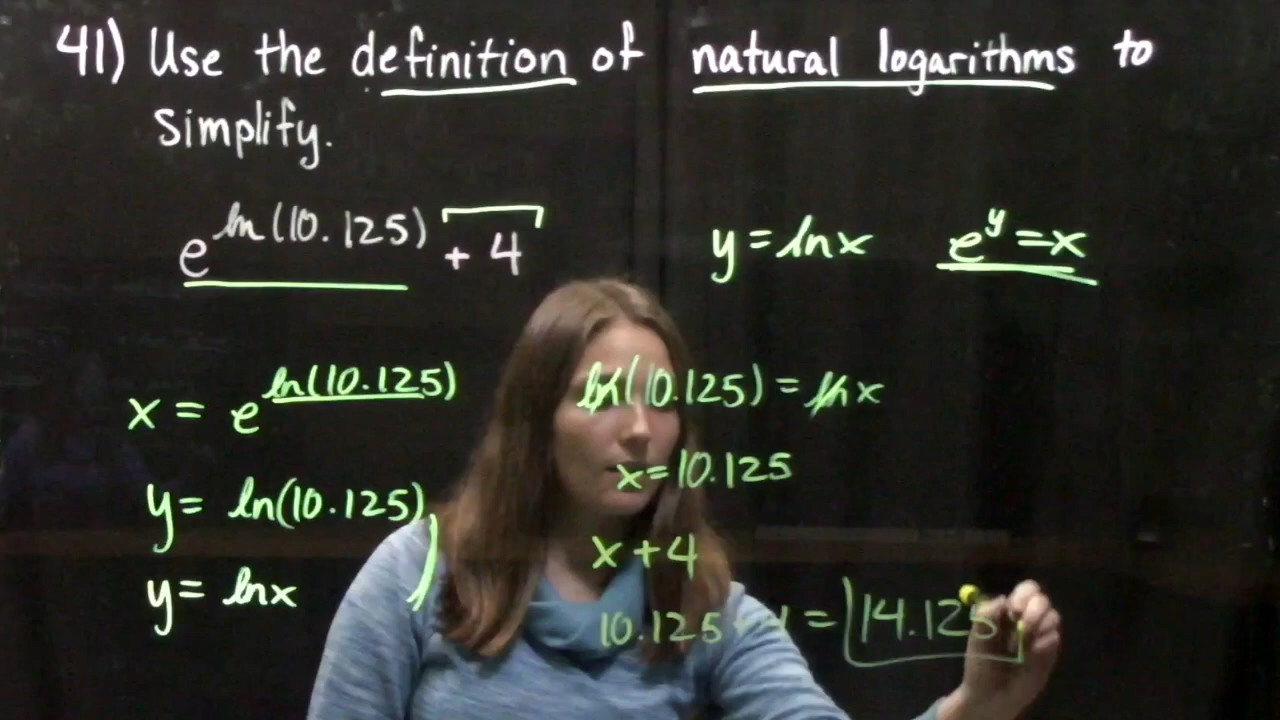 41) Use the definition of natural logarithms to
simplify.
e^ln(10.125) + 4
y = ln x e^y = x
x = e^ln(10.125)
y = ln(10.125)
y = ln x
ln(10.125) = ln x
x = 10.125
x + 4
10.125 + 4 = 14.125